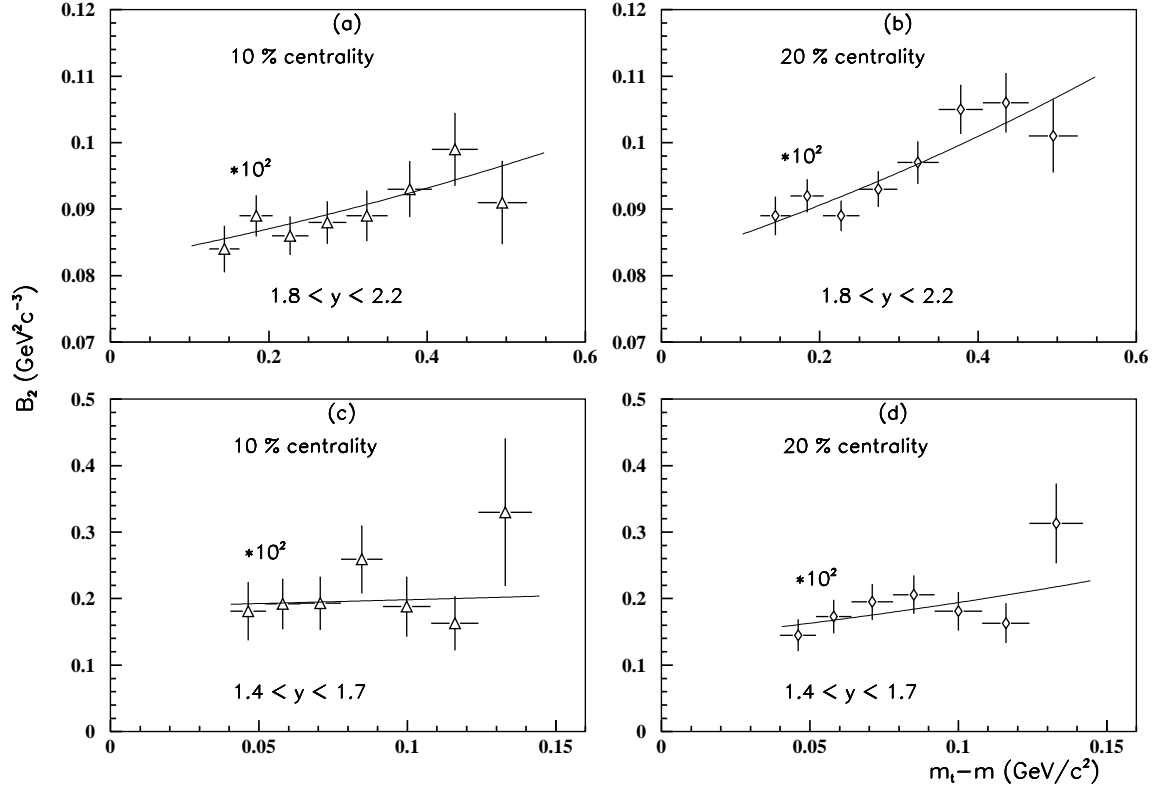 B₂ (GeV²c⁻³)
(a)
10 % centrality
*10²
1.8 < y < 2.2
0.12
0.11
0.1
0.09
0.08
0.07
0 0.2 0.4 0.6
(b)
20 % centrality
*10²
1.8 < y < 2.2
0.12
0.11
0.1
0.09
0.08
0.07
0 0.2 0.4 0.6
(c)
10 % centrality
*10²
1.4 < y < 1.7
0.5
0.4
0.3
0.2
0.1
0
0 0.05 0.1 0.15
(d)
20 % centrality
*10²
1.4 < y < 1.7
0.5
0.4
0.3
0.2
0.1
0
0 0.05 0.1 0.15
mₜ−m (GeV/c²)